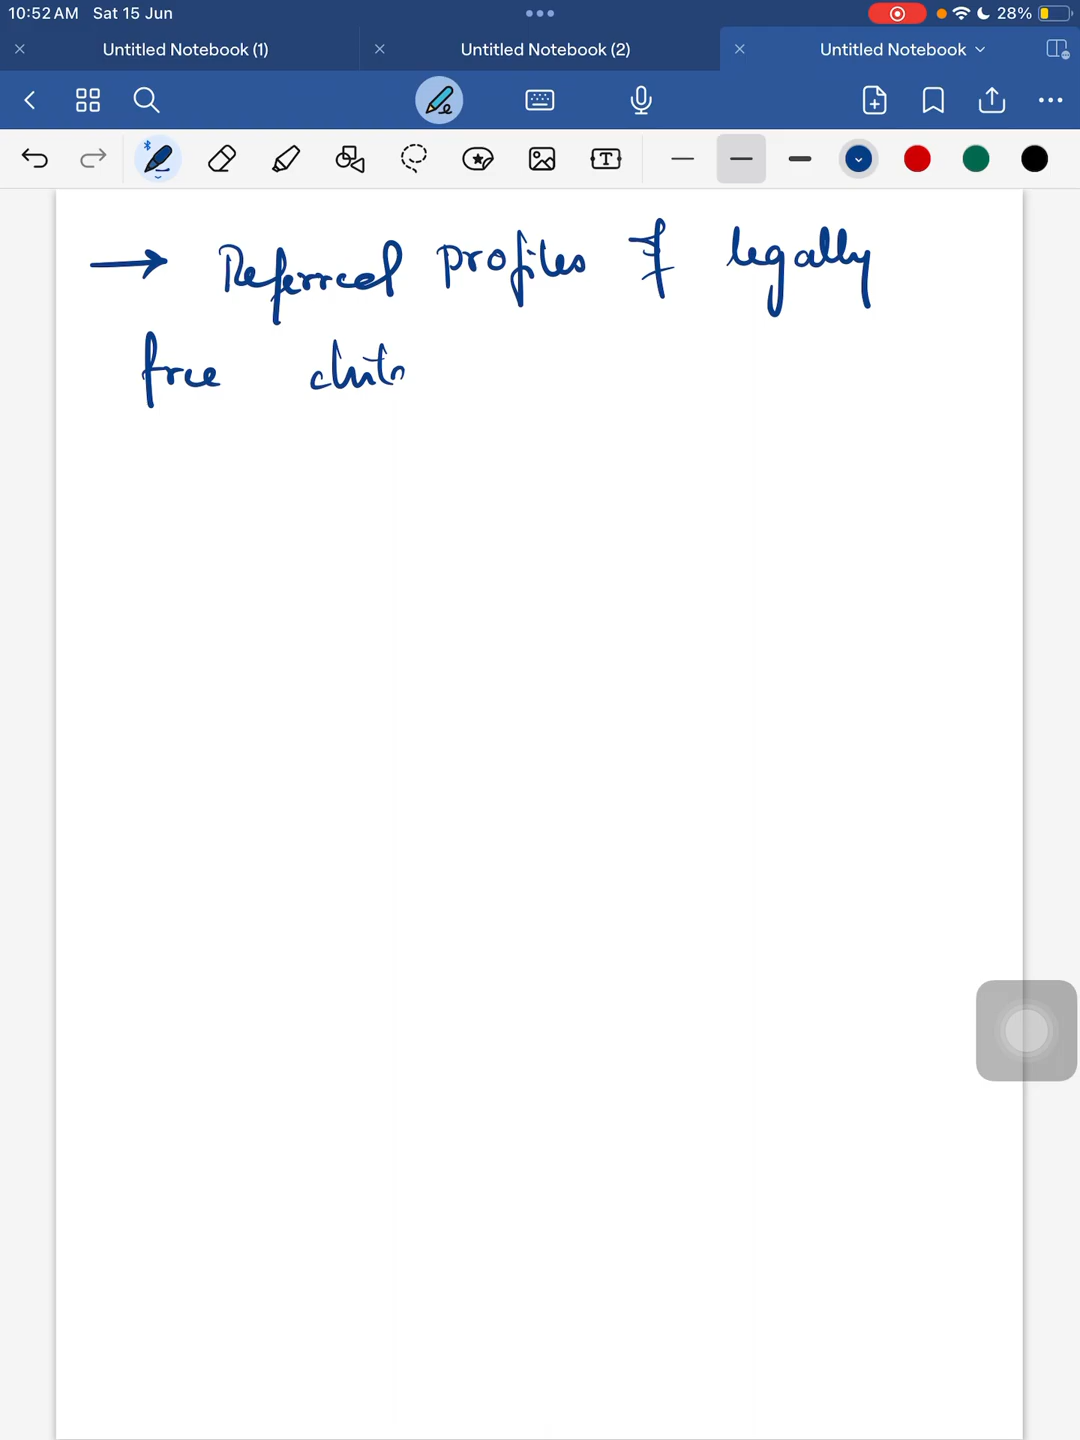 10:52 AM Sat 15 Jun 28%
Untitled Notebook (1) Untitled Notebook (2) Untitled Notebook
→ Referred profiles of legally
free